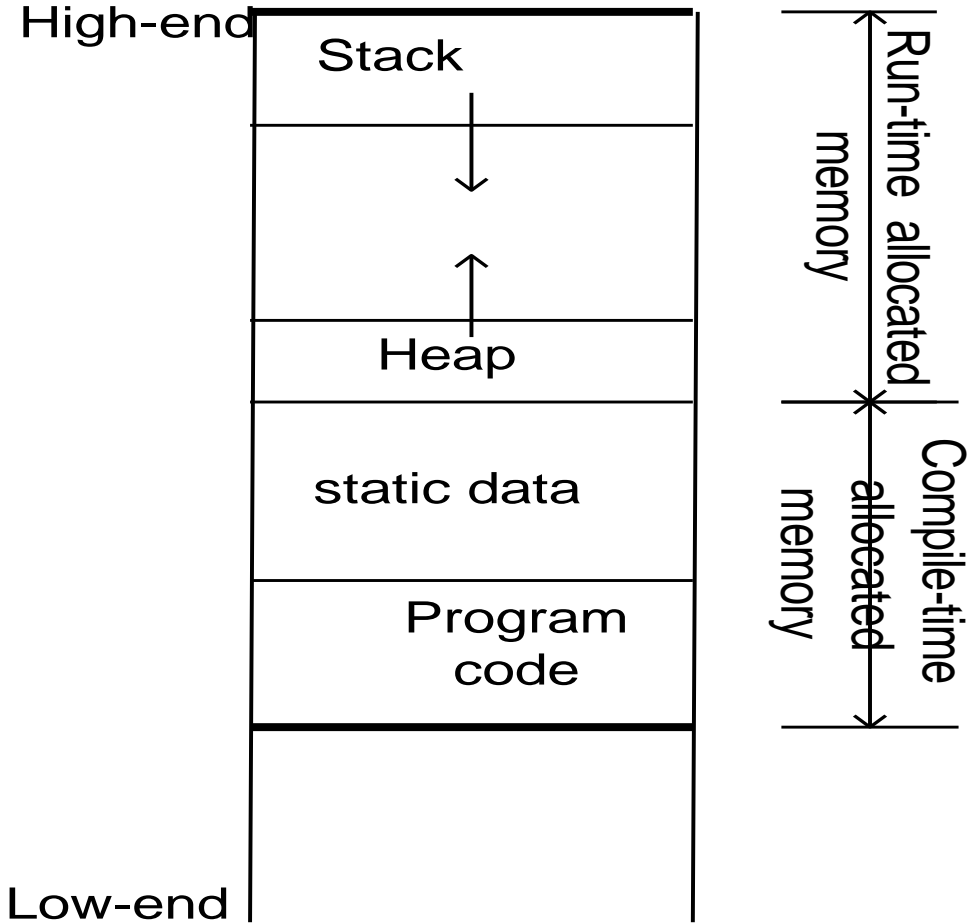 High-end
Stack
Heap
static data
Program
code
Low-end
Run-time allocated
memory
Compile-time
allocated
memory